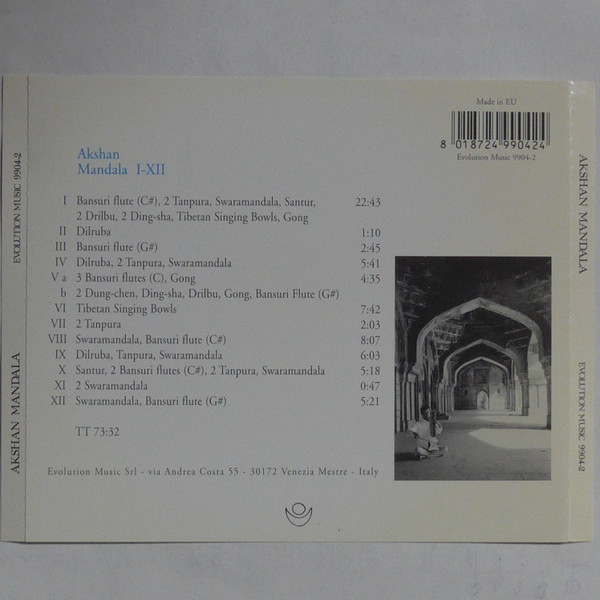 Made in EU
8 018724 990424
Evolution Music 9904-2
Akshan
Mandala I-XII
I Bansuri flute (C#), 2 Tanpura, Swaramandala, Santur, 22:43
2 Drilbu, 2 Ding-sha, Tibetan Singing Bowls, Gong
II Dilruba 1:10
III Bansuri flute (G#) 2:45
IV Dilruba, 2 Tanpura, Swaramandala 5:41
V a 3 Bansuri flutes (C), Gong 4:35
b 2 Dung-chen, Ding-sha, Drilbu, Gong, Bansuri Flute (G#)
VI Tibetan Singing Bowls 7:42
VII 2 Tanpura 2:03
VIII Swaramandala, Bansuri flute (C#) 8:07
IX Dilruba, Tanpura, Swaramandala 6:03
X Santur, 2 Bansuri flutes (C#), 2 Tanpura, Swaramandala 5:18
XI 2 Swaramandala 0:47
XII Swaramandala, Bansuri flute (G#) 5:21
TT 73:32
Evolution Music Srl - via Andrea Costa 55 - 30172 Venezia Mestre - Italy
AKSHAN MANDALA
EVOLUTION MUSIC 9904-2
AKSHAN MANDALA
EVOLUTION MUSIC 9904-2